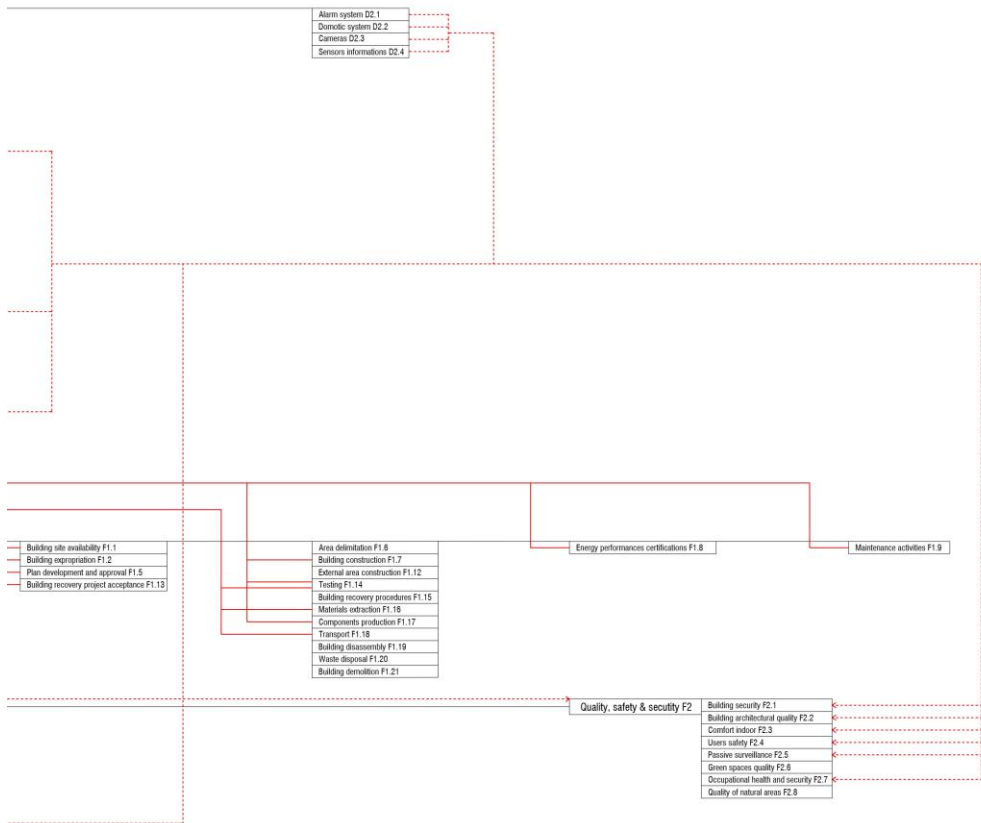 Alarm system D2.1
Domotic system D2.2
Cameras D2.3
Sensors informations D2.4
Building site availability F1.1
Building expropriation F1.2
Plan development and approval F1.5
Building recovery project acceptance F1.13
Area delimitation F1.6
Building construction F1.7
External area construction F1.12
Testing F1.14
Building recovery procedures F1.15
Materials extraction F1.16
Components production F1.17
Transport F1.18
Building disassembly F1.19
Waste disposal F1.20
Building demolition F1.21
Energy performances certifications F1.8
Maintenance activities F1.9
Quality, safety & secutity F2
Building security F2.1
Building architectural quality F2.2
Comfort indoor F2.3
Users safety F2.4
Passive surveillance F2.5
Green spaces quality F2.6
Occupational health and security F2.7
Quality of natural areas F2.8